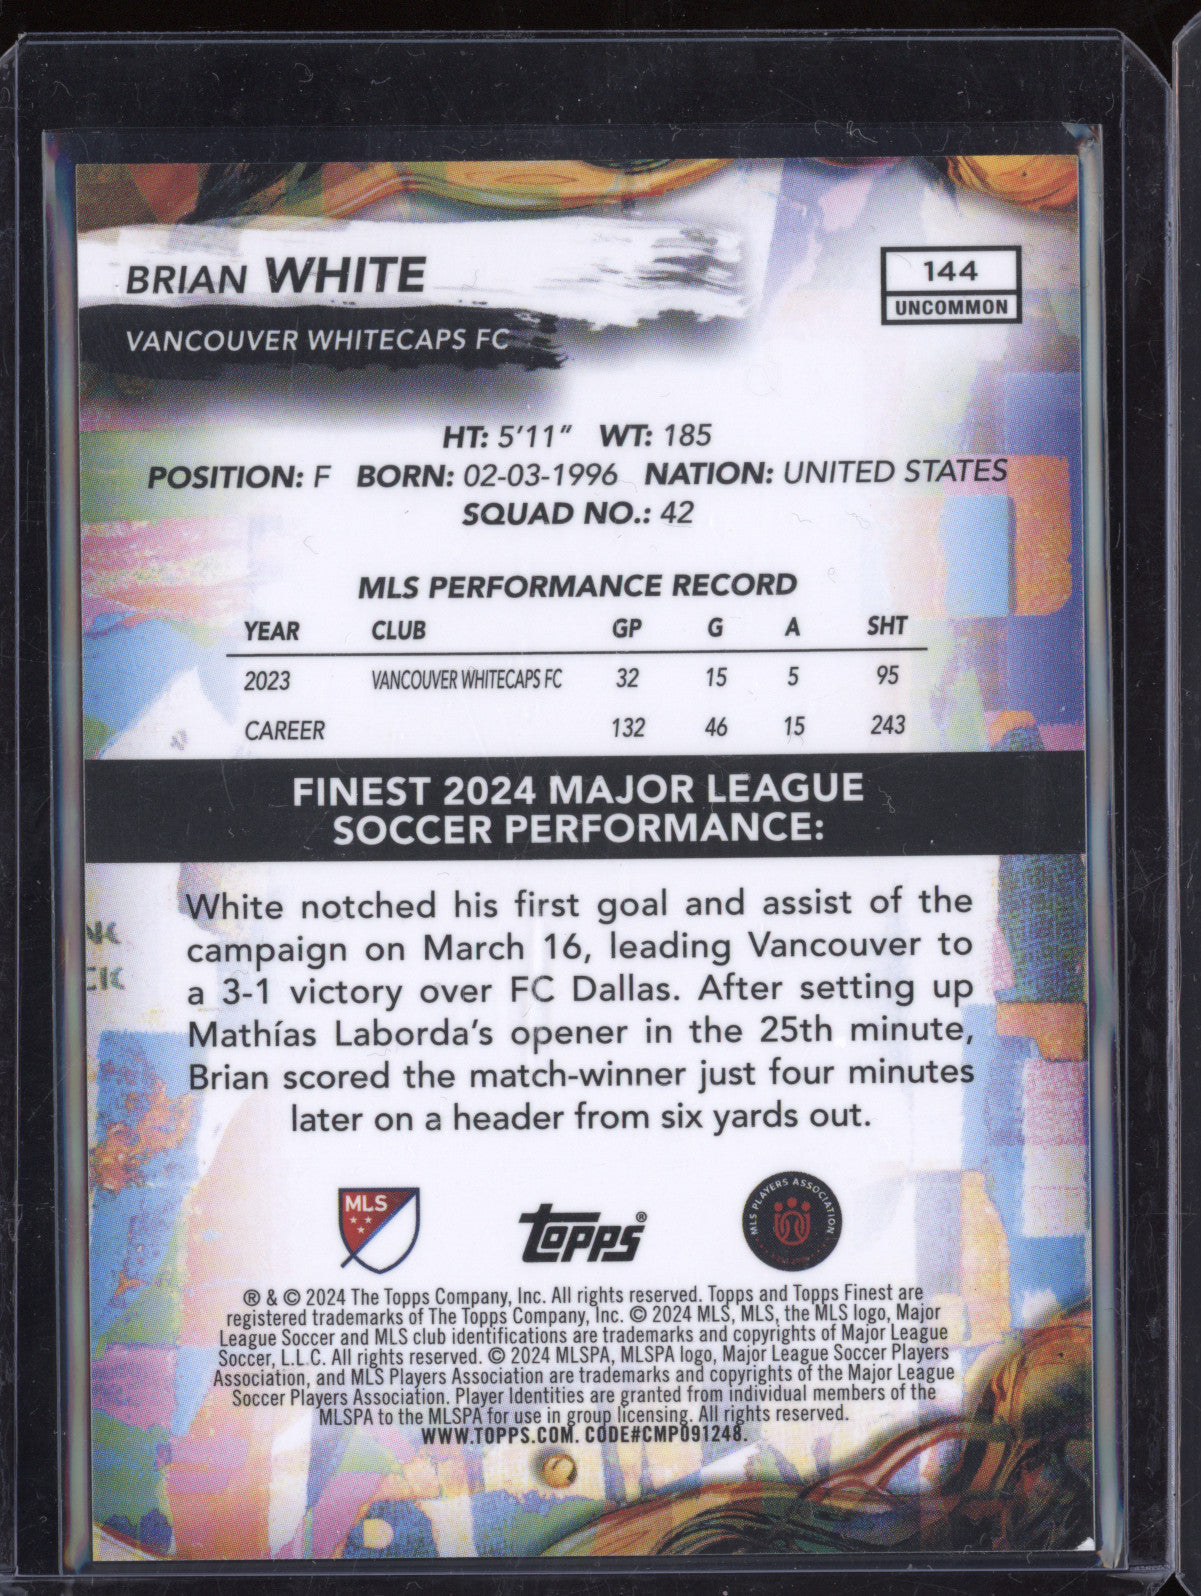 BRIAN WHITE
144
UNCOMMON
VANCOUVER WHITECAPS FC
HT: 5'11" WT: 185
POSITION: F BORN: 02-03-1996 NATION: UNITED STATES
SQUAD NO.: 42
MLS PERFORMANCE RECORD
YEAR CLUB GP G A SHT
2023 VANCOUVER WHITECAPS FC 32 15 5 95
CAREER 132 46 15 243
FINEST 2024 MAJOR LEAGUE
SOCCER PERFORMANCE:
White notched his first goal and assist of the
campaign on March 16, leading Vancouver to
a 3-1 victory over FC Dallas. After setting up
Mathías Laborda's opener in the 25th minute,
Brian scored the match-winner just four minutes
later on a header from six yards out.
MLS
Topps®
MLS PLAYERS ASSOCIATION
® & © 2024 The Topps Company, Inc. All rights reserved. Topps and Topps Finest are
registered trademarks of The Topps Company, Inc. © 2024 MLS, MLS, the MLS logo, Major
League Soccer and MLS club identifications are trademarks and copyrights of Major League
Soccer, L.L.C. All rights reserved. © 2024 MLSPA, MLSPA logo, Major League Soccer Players
Association, and MLS Players Association are trademarks and copyrights of the Major League
Soccer Players Association. Player Identities are granted from individual members of the
MLSPA to the MLSPA for use in group licensing. All rights reserved.
WWW.TOPPS.COM. CODE#CMP091248.